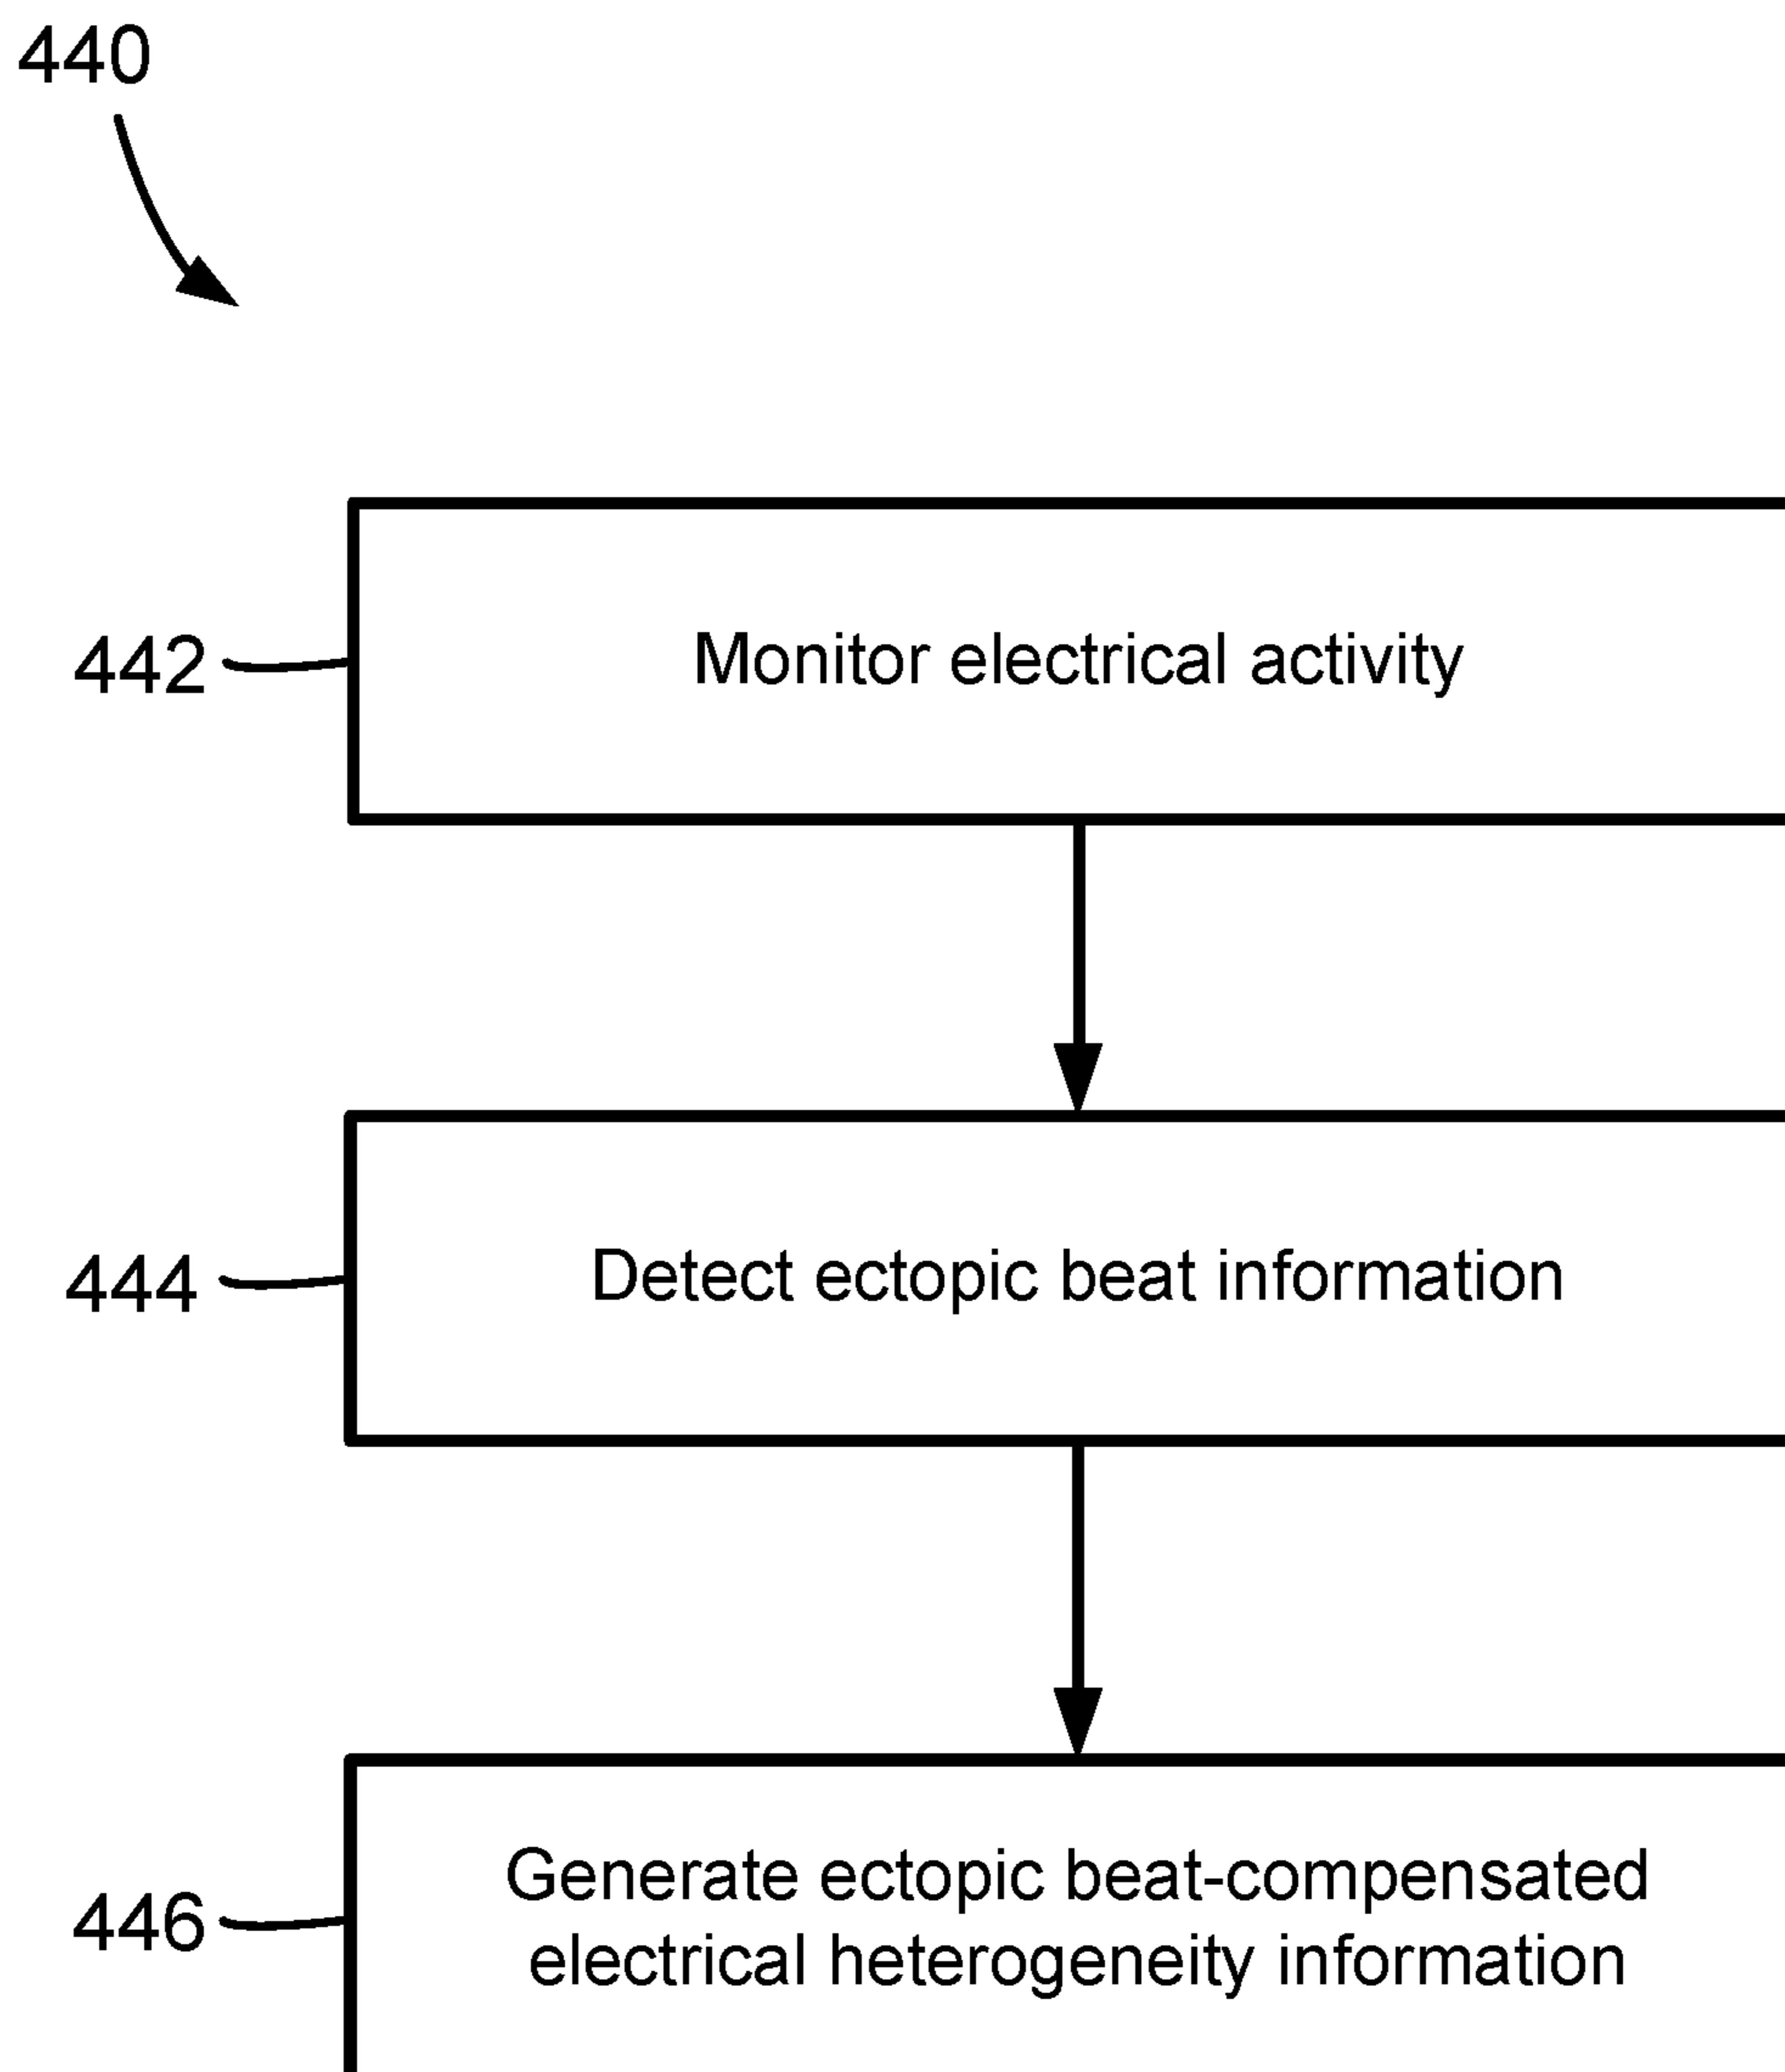 440
442
Monitor electrical activity
444
Detect ectopic beat information
446
Generate ectopic beat-compensated
electrical heterogeneity information